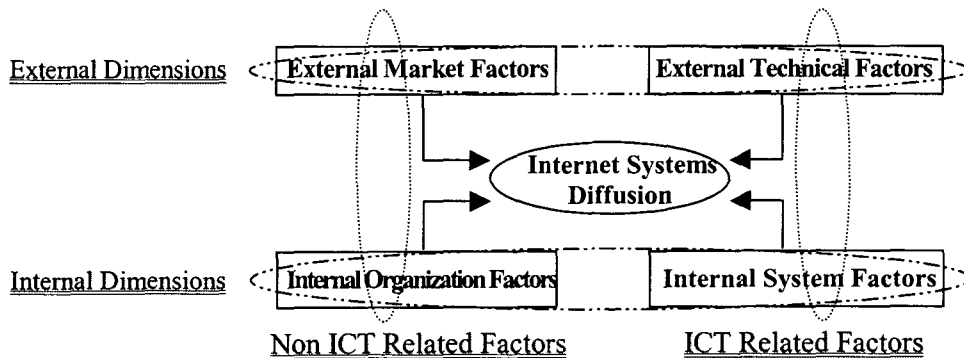 External Dimensions
External Market Factors
External Technical Factors
Internet Systems
Diffusion
Internal Dimensions
Internal Organization Factors
Internal System Factors
Non ICT Related Factors
ICT Related Factors